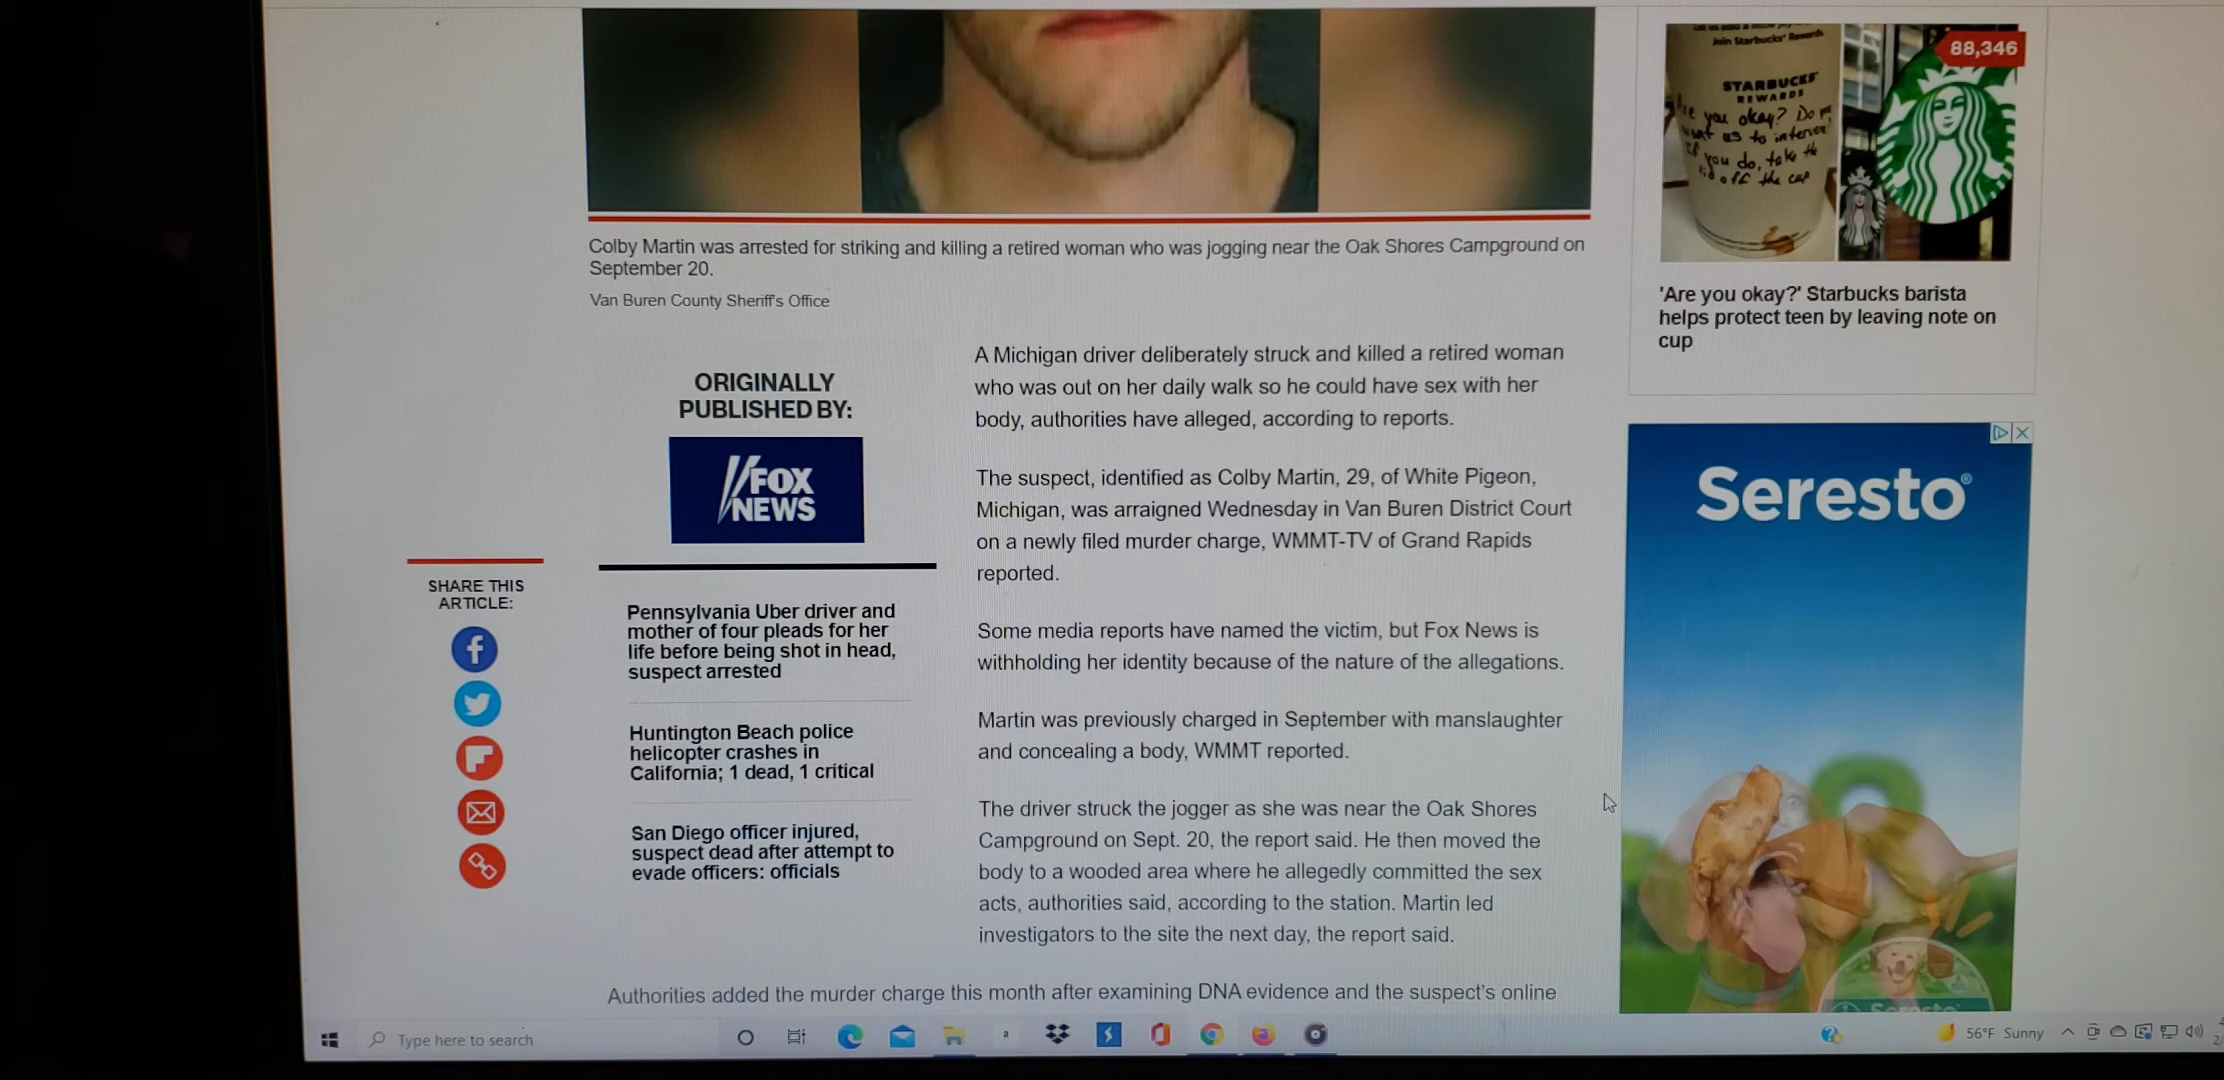 Join Starbucks' Rewards
STARBUCKS
REWARDS
you okay? Do
us to
you do, take the
off the cup
88,346
Colby Martin was arrested for striking and killing a retired woman who was jogging near the Oak Shores Campground on
September 20.
Van Buren County Sheriff's Office
'Are you okay?' Starbucks barista
helps protect teen by leaving note on
cup
ORIGINALLY
PUBLISHED BY:
FOX
NEWS
SHARE THIS
ARTICLE:
Pennsylvania Uber driver and
mother of four pleads for her
life before being shot in head,
suspect arrested
Huntington Beach police
helicopter crashes in
California; 1 dead, 1 critical
San Diego officer injured,
suspect dead after attempt to
evade officers: officials
A Michigan driver deliberately struck and killed a retired woman
who was out on her daily walk so he could have sex with her
body, authorities have alleged, according to reports.
The suspect, identified as Colby Martin, 29, of White Pigeon,
Michigan, was arraigned Wednesday in Van Buren District Court
on a newly filed murder charge, WMMT-TV of Grand Rapids
reported.
Some media reports have named the victim, but Fox News is
withholding her identity because of the nature of the allegations.
Martin was previously charged in September with manslaughter
and concealing a body, WMMT reported.
The driver struck the jogger as she was near the Oak Shores
Campground on Sept. 20, the report said. He then moved the
body to a wooded area where he allegedly committed the sex
acts, authorities said, according to the station. Martin led
investigators to the site the next day, the report said.
Authorities added the murder charge this month after examining DNA evidence and the suspect's online
Seresto®
Seresto
Type here to search
a
56°F Sunny